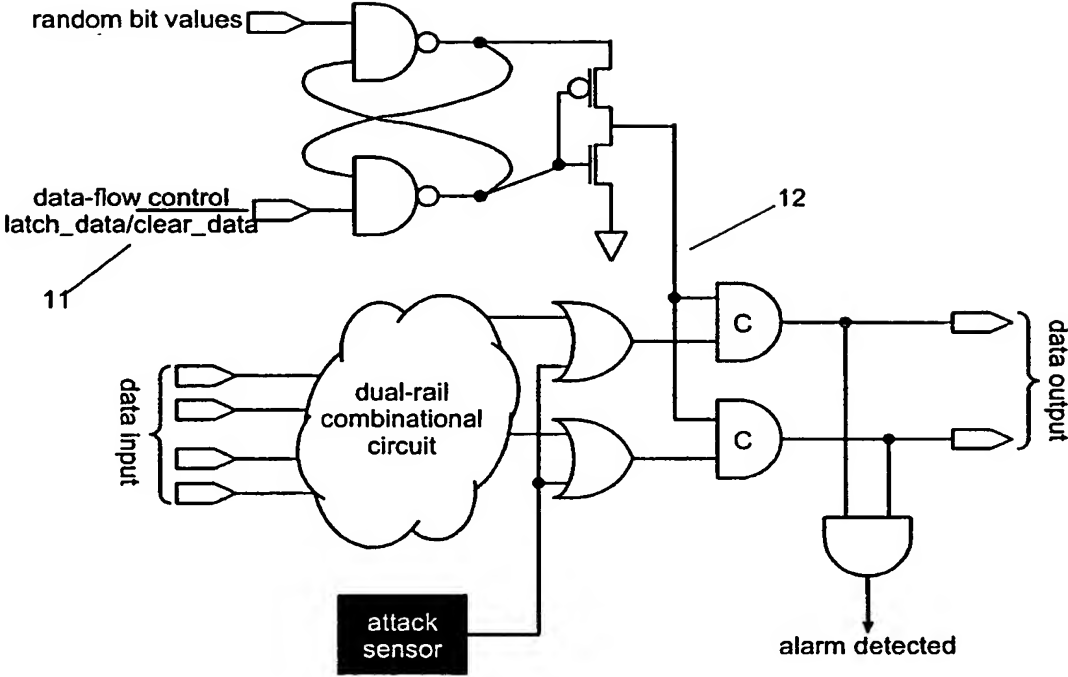 random bit values
data-flow control
latch_data/clear_data
11
12
C
C
data input
dual-rail
combinational
circuit
data output
attack
sensor
alarm detected